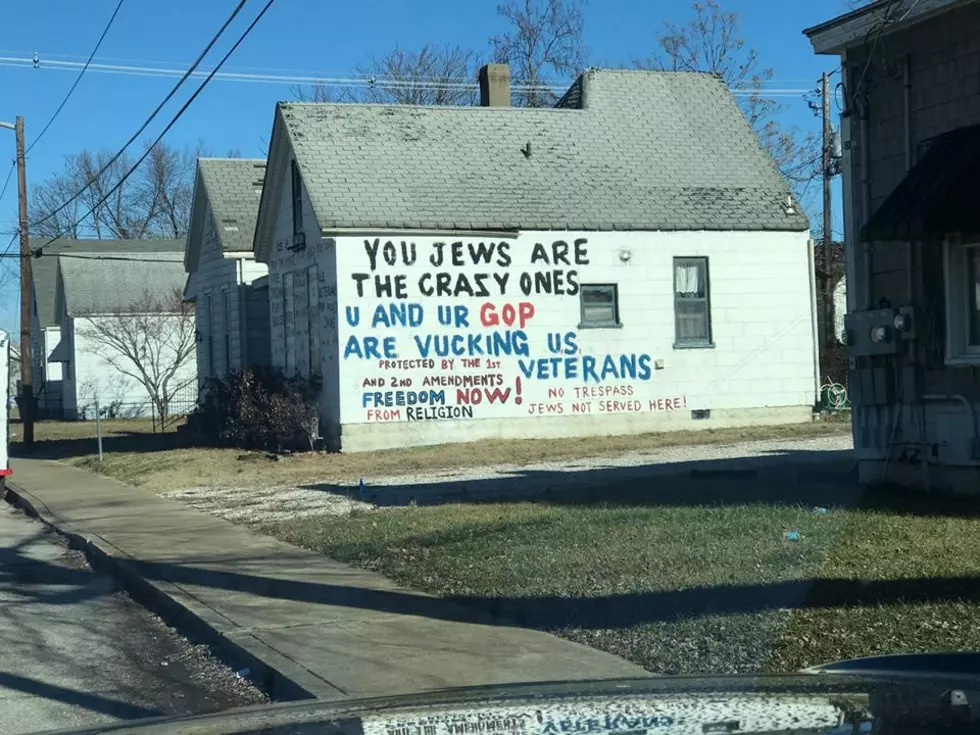 YOU JEWS ARE
THE CRAZY ONES
U AND UR GOP
ARE VUCKING US,
VETERANS
PROTECTED BY THE 1ST
AND 2ND AMENDMENTS
FREEDOM NOW!
FROM RELIGION
NO TRESPASS
JEWS NOT SERVED HERE!